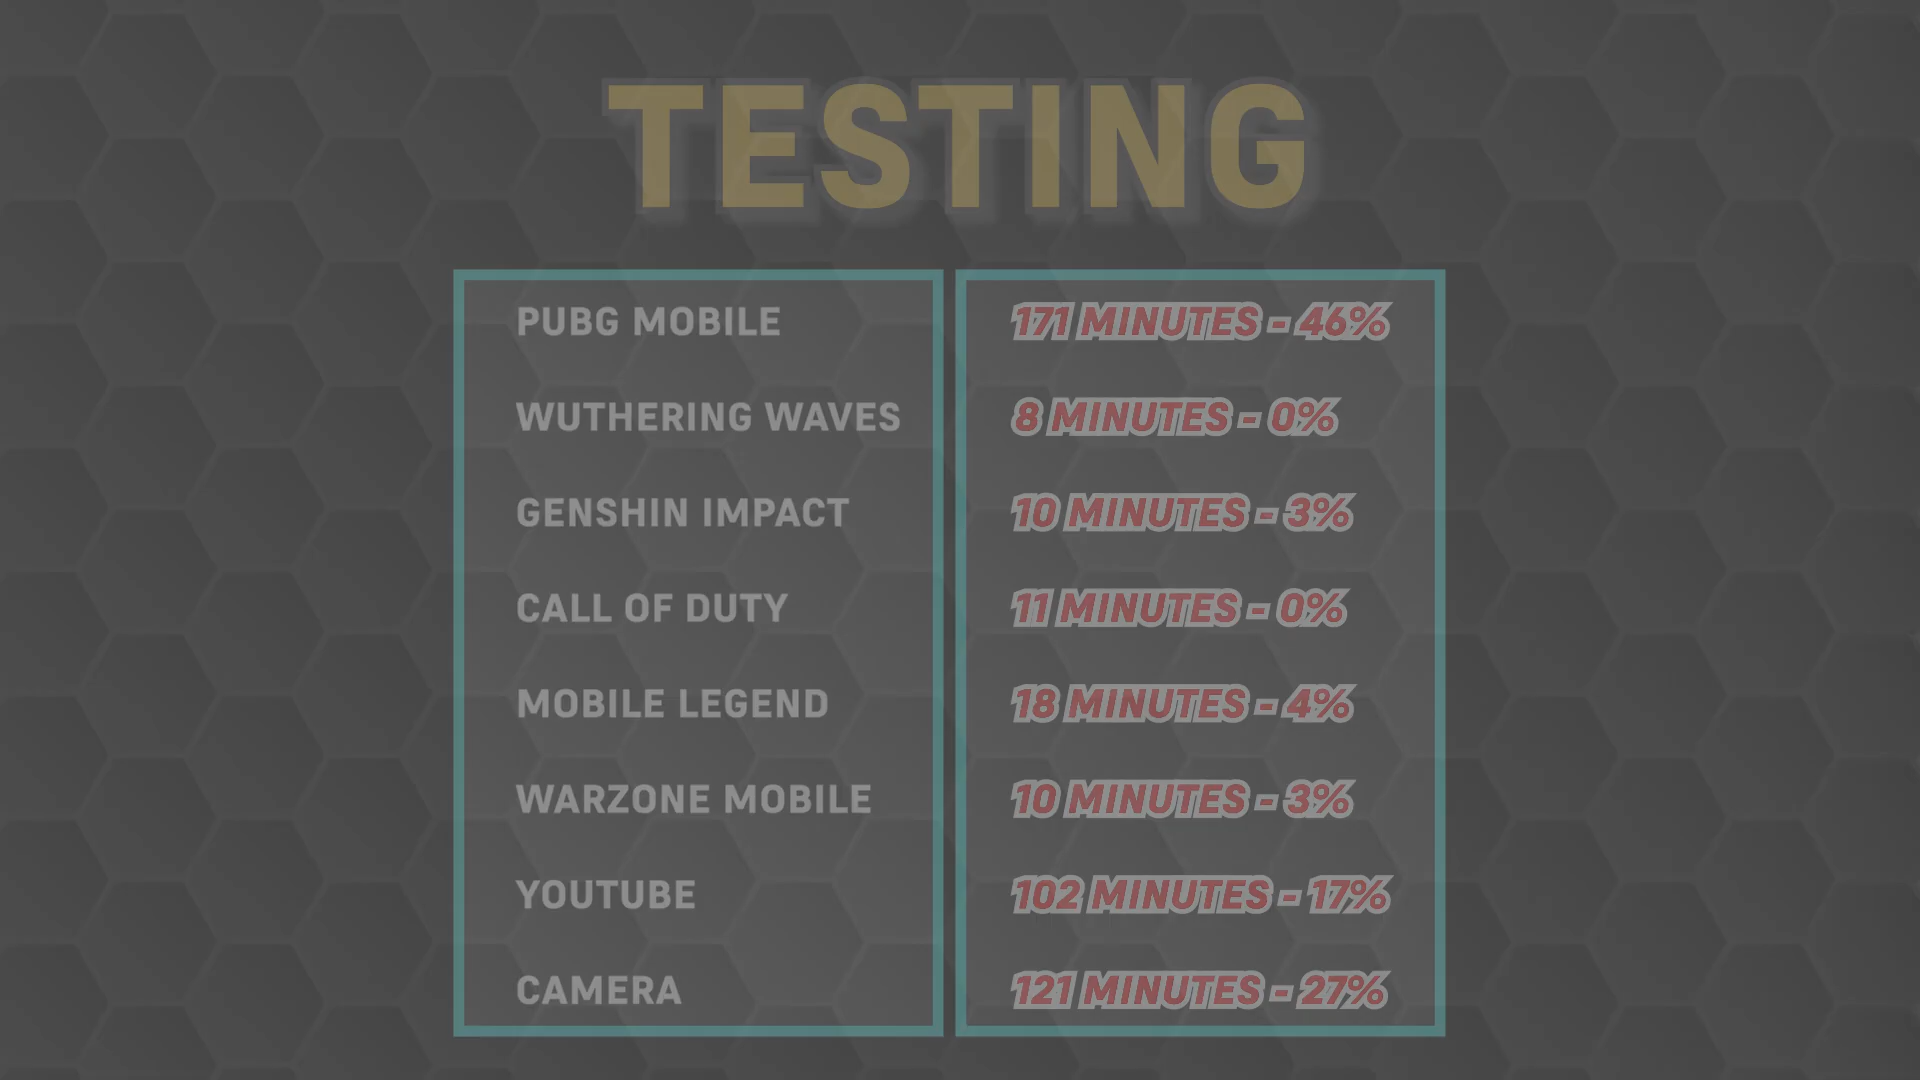 TESTING
PUBG MOBILE 171 MINUTES - 46%
WUTHERING WAVES 8 MINUTES - 0%
GENSHIN IMPACT 10 MINUTES - 3%
CALL OF DUTY 11 MINUTES - 0%
MOBILE LEGEND 18 MINUTES - 4%
WARZONE MOBILE 10 MINUTES - 3%
YOUTUBE 102 MINUTES - 17%
CAMERA 121 MINUTES - 27%